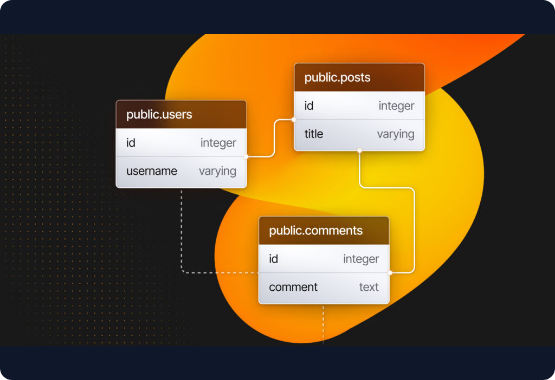 public.posts
id integer
title varying
public.users
id integer
username varying
public.comments
id integer
comment text